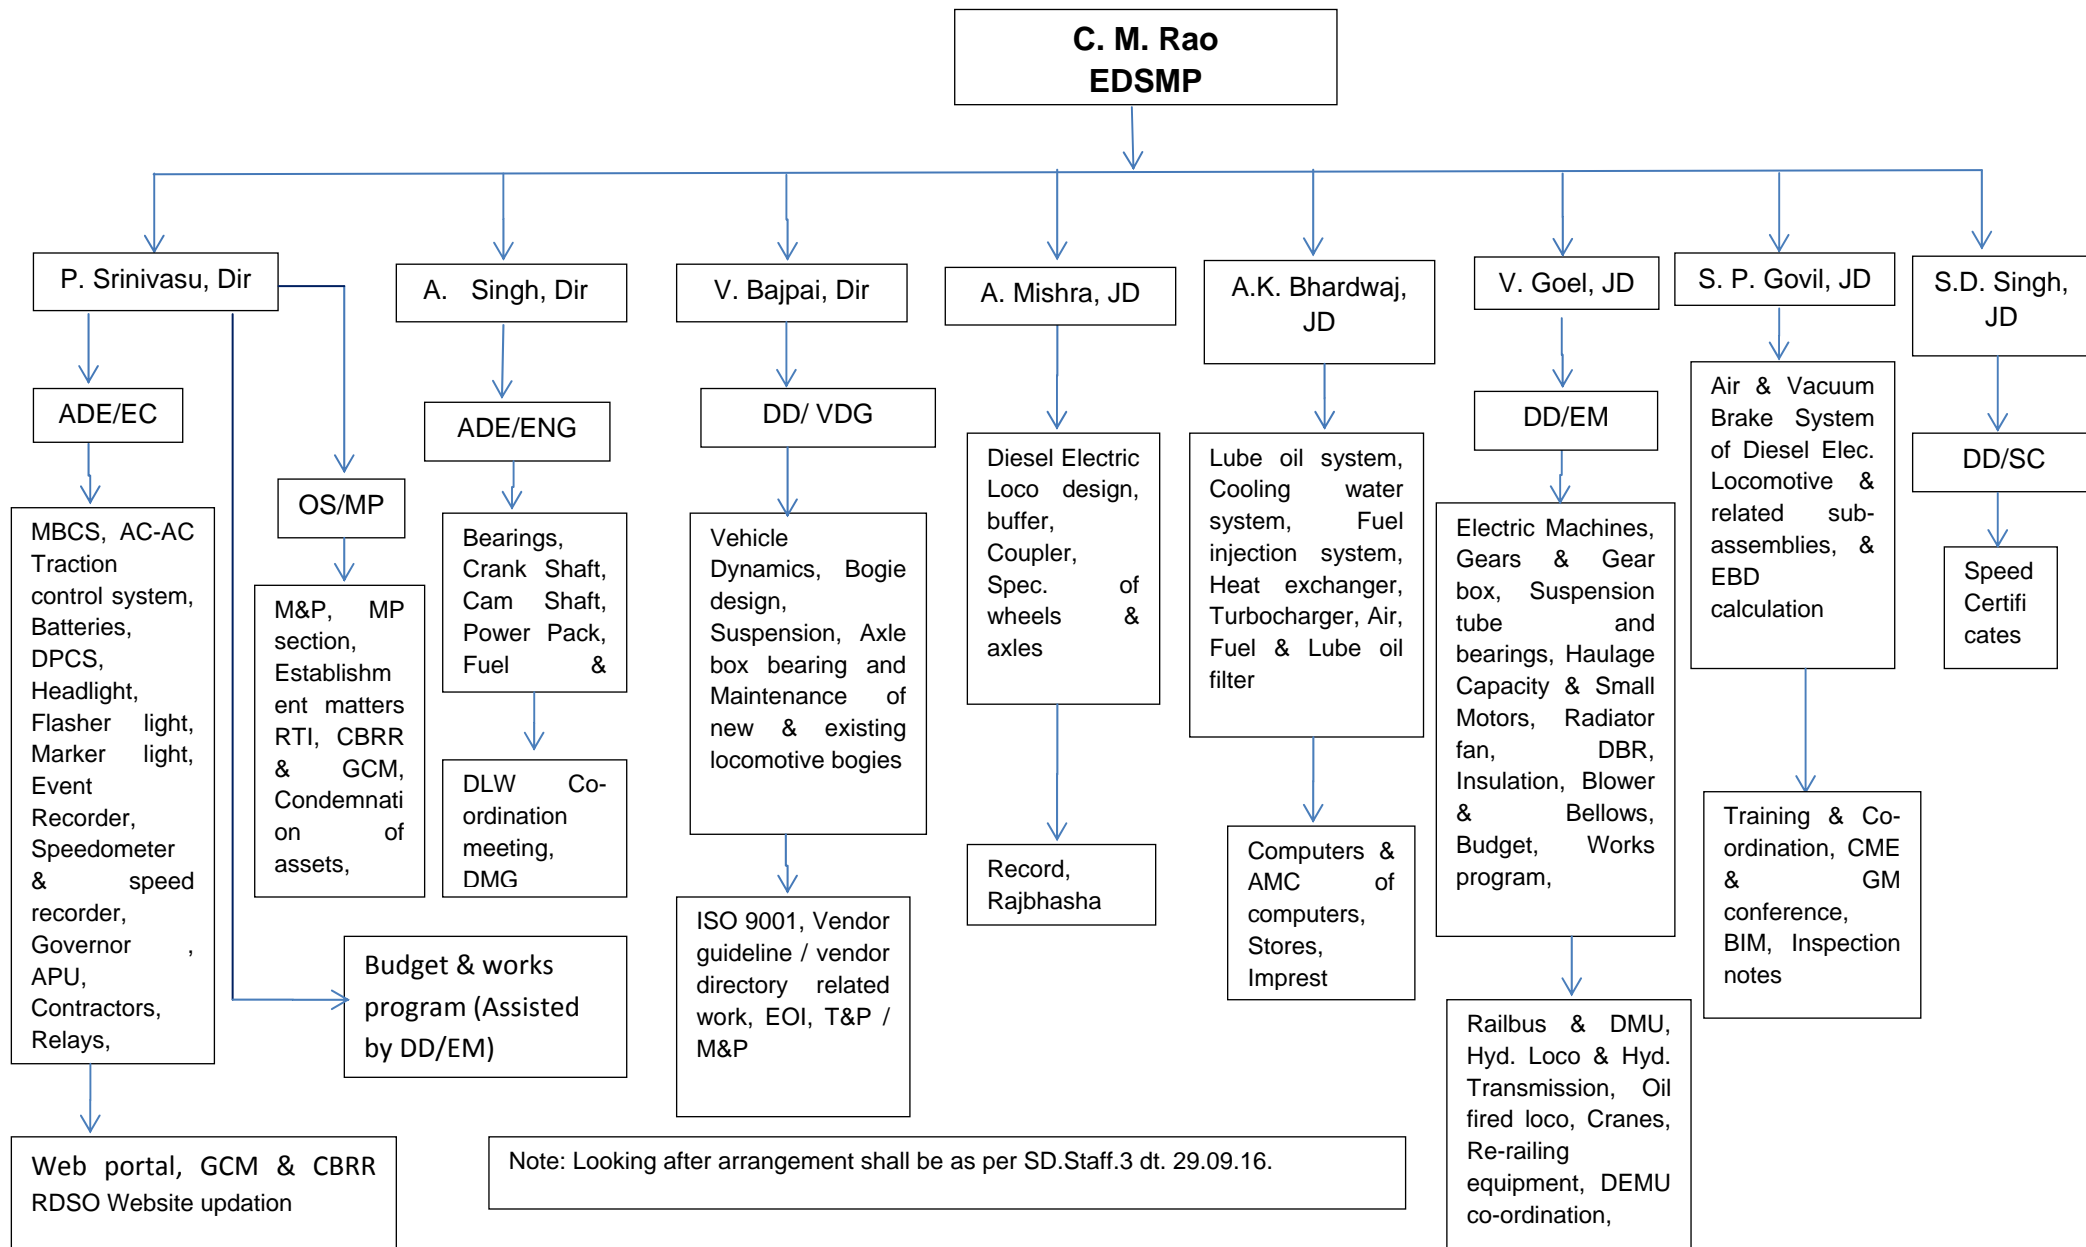 C. M. Rao
EDSMP
P. Srinivasu, Dir
A. Singh, Dir
V. Bajpai, Dir
A. Mishra, JD
A.K. Bhardwaj,
JD
V. Goel, JD
S. P. Govil, JD
S.D. Singh,
JD
ADE/EC
OS/MP
ADE/ENG
DD/ VDG
DD/EM
DD/SC
MBCS, AC-AC
Traction
control system,
Batteries,
DPCS,
Headlight,
Flasher light,
Marker light,
Event
Recorder,
Speedometer
& speed
recorder,
Governor ,
APU,
Contractors,
Relays,
M&P, MP
section,
Establishm
ent matters
RTI, CBRR
& GCM,
Condemnati
on of
assets,
Bearings,
Crank Shaft,
Cam Shaft,
Power Pack,
Fuel &
Vehicle
Dynamics, Bogie
design,
Suspension, Axle
box bearing and
Maintenance of
new & existing
locomotive bogies
Diesel Electric
Loco design,
buffer,
Coupler,
Spec. of
wheels &
axles
Lube oil system,
Cooling water
system, Fuel
injection system,
Heat exchanger,
Turbocharger, Air,
Fuel & Lube oil
filter
Electric Machines,
Gears & Gear
box, Suspension
tube and
bearings, Haulage
Capacity & Small
Motors, Radiator
fan, DBR,
Insulation, Blower
& Bellows,
Budget, Works
program,
Air & Vacuum
Brake System
of Diesel Elec.
Locomotive &
related sub-
assemblies, &
EBD
calculation
Speed
Certifi
cates
DLW Co-
ordination
meeting,
DMG
Budget & works
program (Assisted
by DD/EM)
ISO 9001, Vendor
guideline / vendor
directory related
work, EOI, T&P /
M&P
Record,
Rajbhasha
Computers &
AMC of
computers,
Stores,
Imprest
Training & Co-
ordination, CME
& GM
conference,
BIM, Inspection
notes
Railbus & DMU,
Hyd. Loco & Hyd.
Transmission, Oil
fired loco, Cranes,
Re-railing
equipment, DEMU
co-ordination,
Web portal, GCM & CBRR
RDSO Website updation
Note: Looking after arrangement shall be as per SD.Staff.3 dt. 29.09.16.